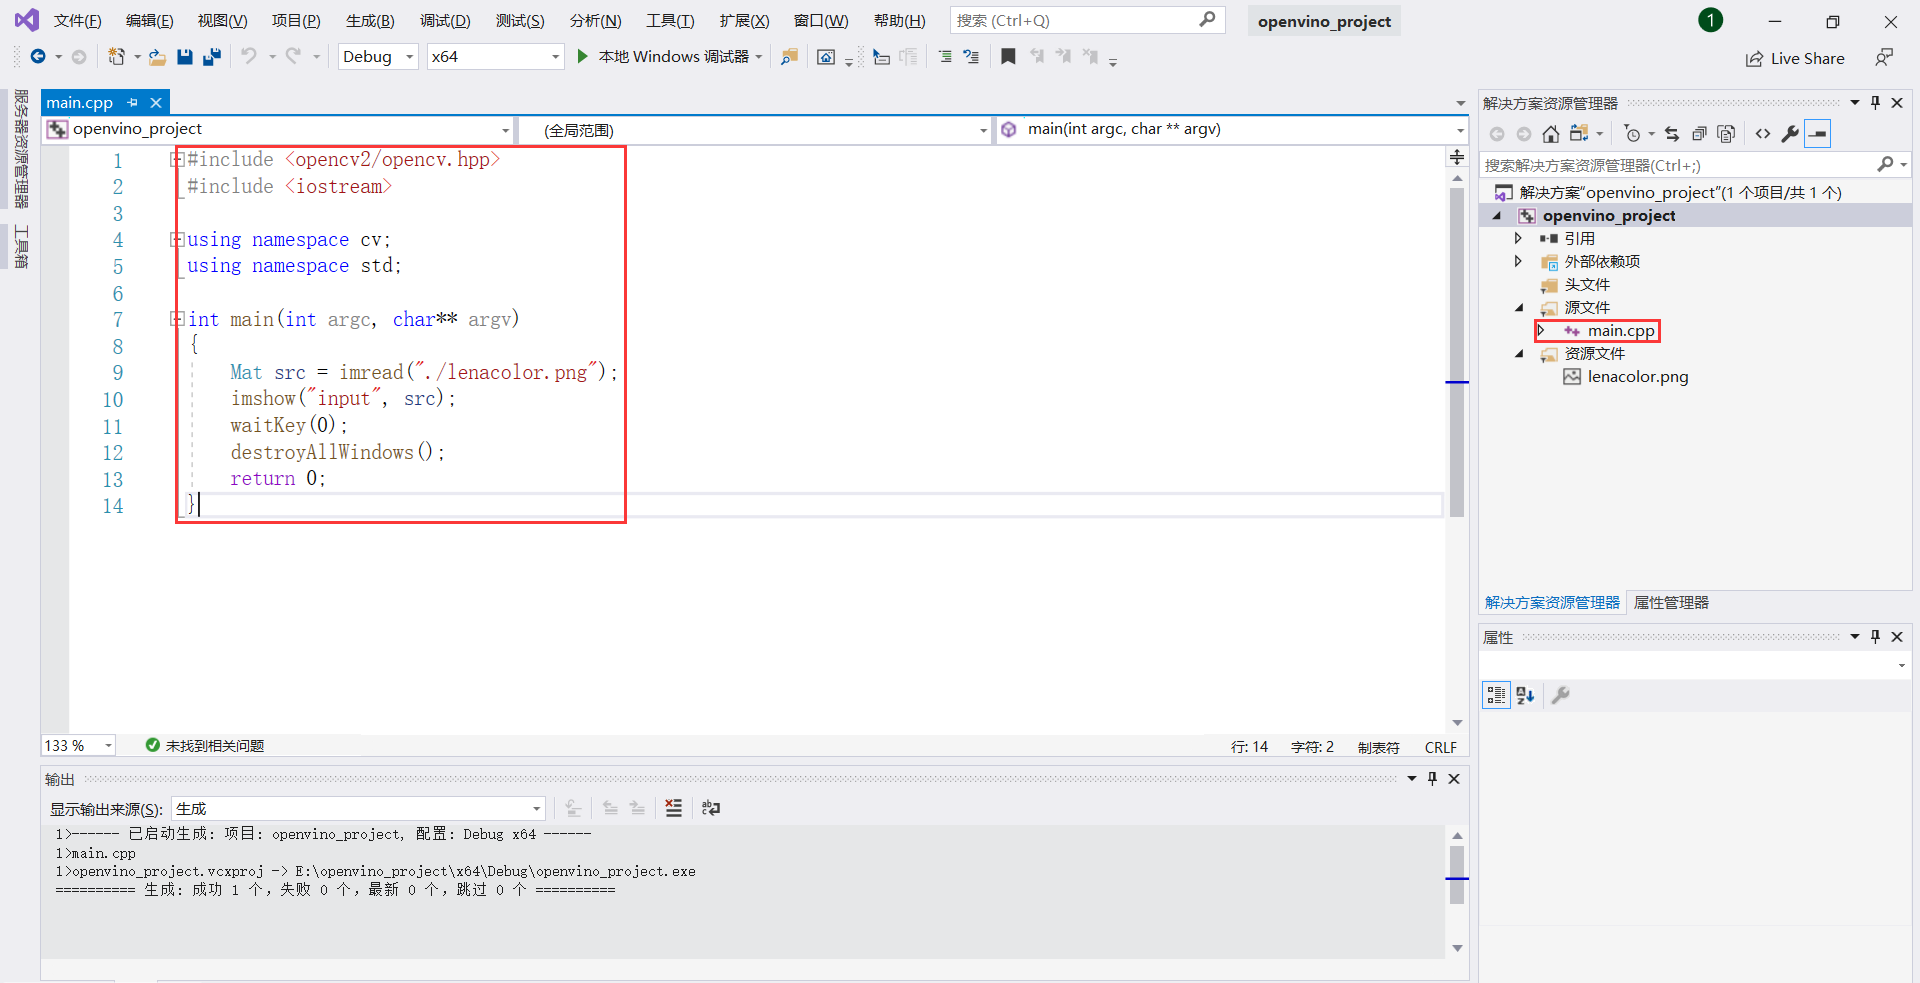 文件(F) 编辑(E) 视图(V) 项目(P) 生成(B) 调试(D) 测试(S) 分析(N) 工具(T) 扩展(X) 窗口(W) 帮助(H) 搜索 (Ctrl+Q) openvino_project 1
Debug x64 本地 Windows 调试器 Live Share
服务器资源管理器
工具箱
main.cpp
openvino_project (全局范围) main(int argc, char ** argv)
1 #include <opencv2/opencv.hpp>
2 #include <iostream>
3
4 using namespace cv;
5 using namespace std;
6
7 int main(int argc, char** argv)
8 {
9 Mat src = imread("./lenacolor.png");
10 imshow("input", src);
11 waitKey(0);
12 destroyAllWindows();
13 return 0;
14 }
133 % 未找到相关问题 行: 14 字符: 2 制表符 CRLF
输出
显示输出来源(S): 生成
1>------ 已启动生成: 项目: openvino_project, 配置: Debug x64 ------
1>main.cpp
1>openvino_project.vcxproj -> E:\openvino_project\x64\Debug\openvino_project.exe
========== 生成: 成功 1 个，失败 0 个，最新 0 个，跳过 0 个 ==========
解决方案资源管理器
搜索解决方案资源管理器(Ctrl+;)
解决方案"openvino_project"(1 个项目/共 1 个)
openvino_project
引用
外部依赖项
头文件
源文件
main.cpp
资源文件
lenacolor.png
解决方案资源管理器 属性管理器
属性